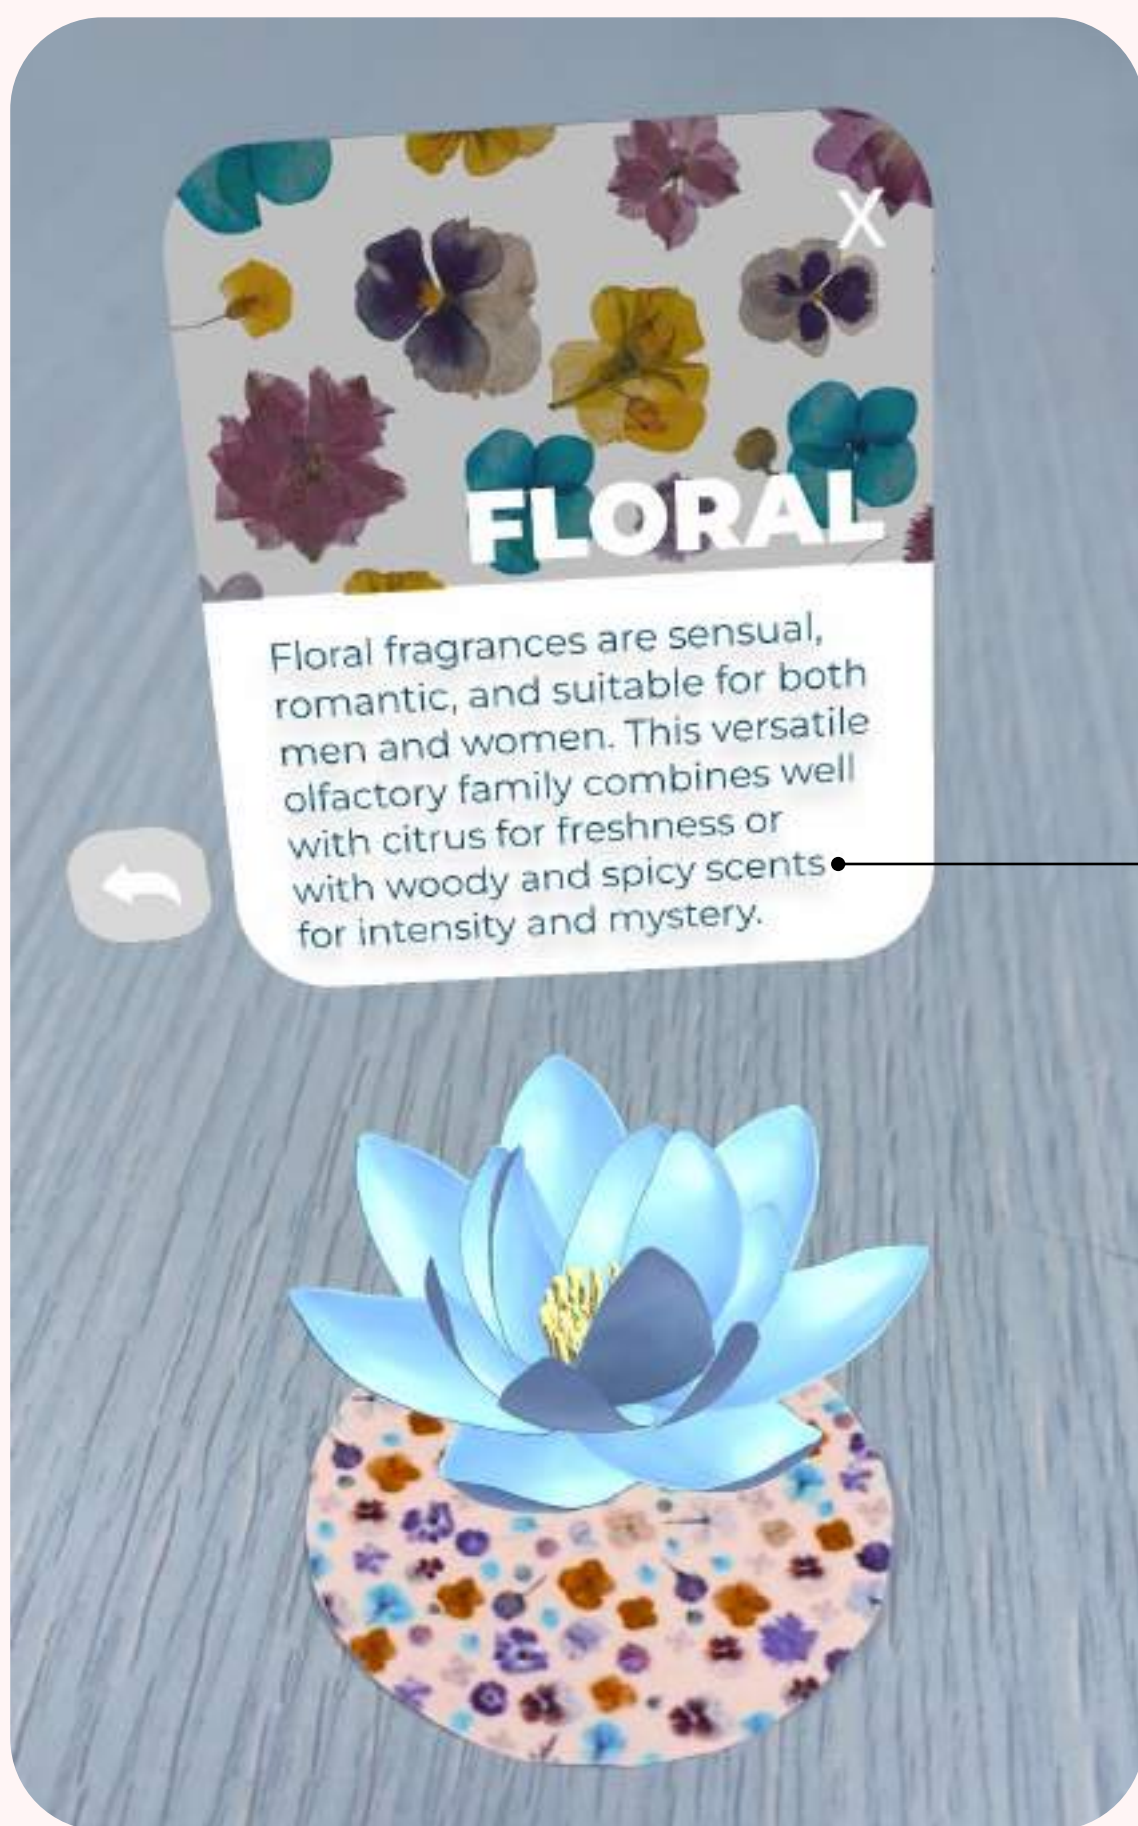 X
FLORAL
Floral fragrances are sensual,
romantic, and suitable for both
men and women. This versatile
olfactory family combines well
with citrus for freshness or
with woody and spicy scents
for intensity and mystery.